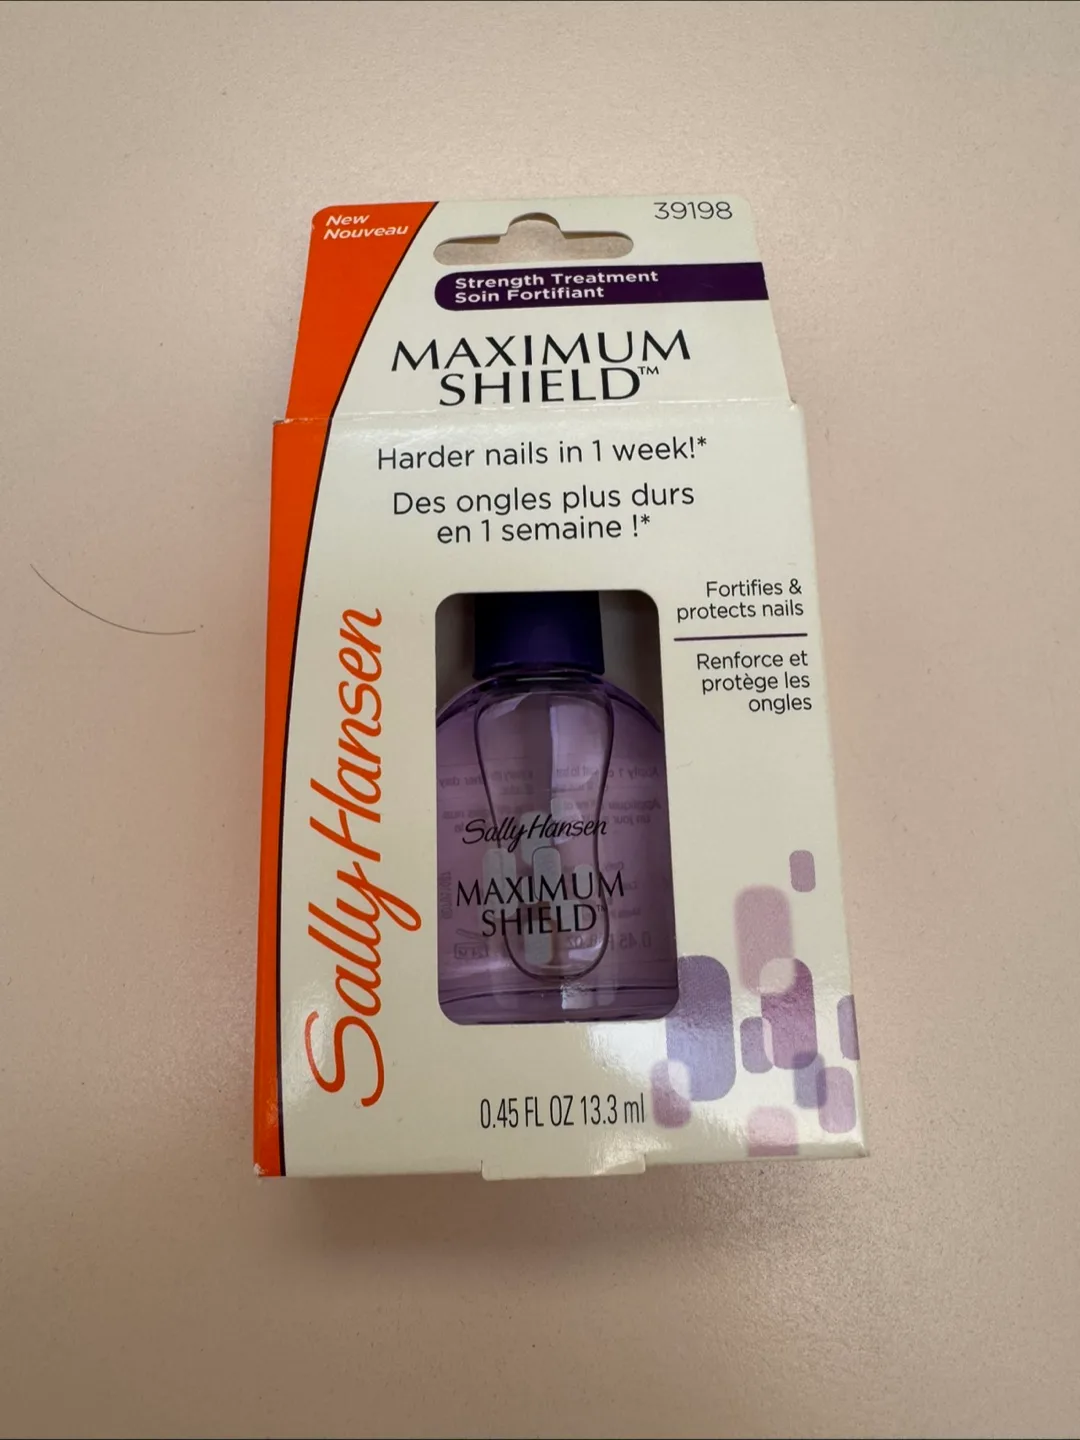 New
Nouveau
39198
Strength Treatment
Soin Fortifiant
MAXIMUM
SHIELD™
Harder nails in 1 week!*
Des ongles plus durs
en 1 semaine !*
Fortifies &
protects nails
Renforce et
protège les
ongles
Sally Hansen
Sally Hansen
MAXIMUM
SHIELD™
0.45 FL OZ 13.3 ml